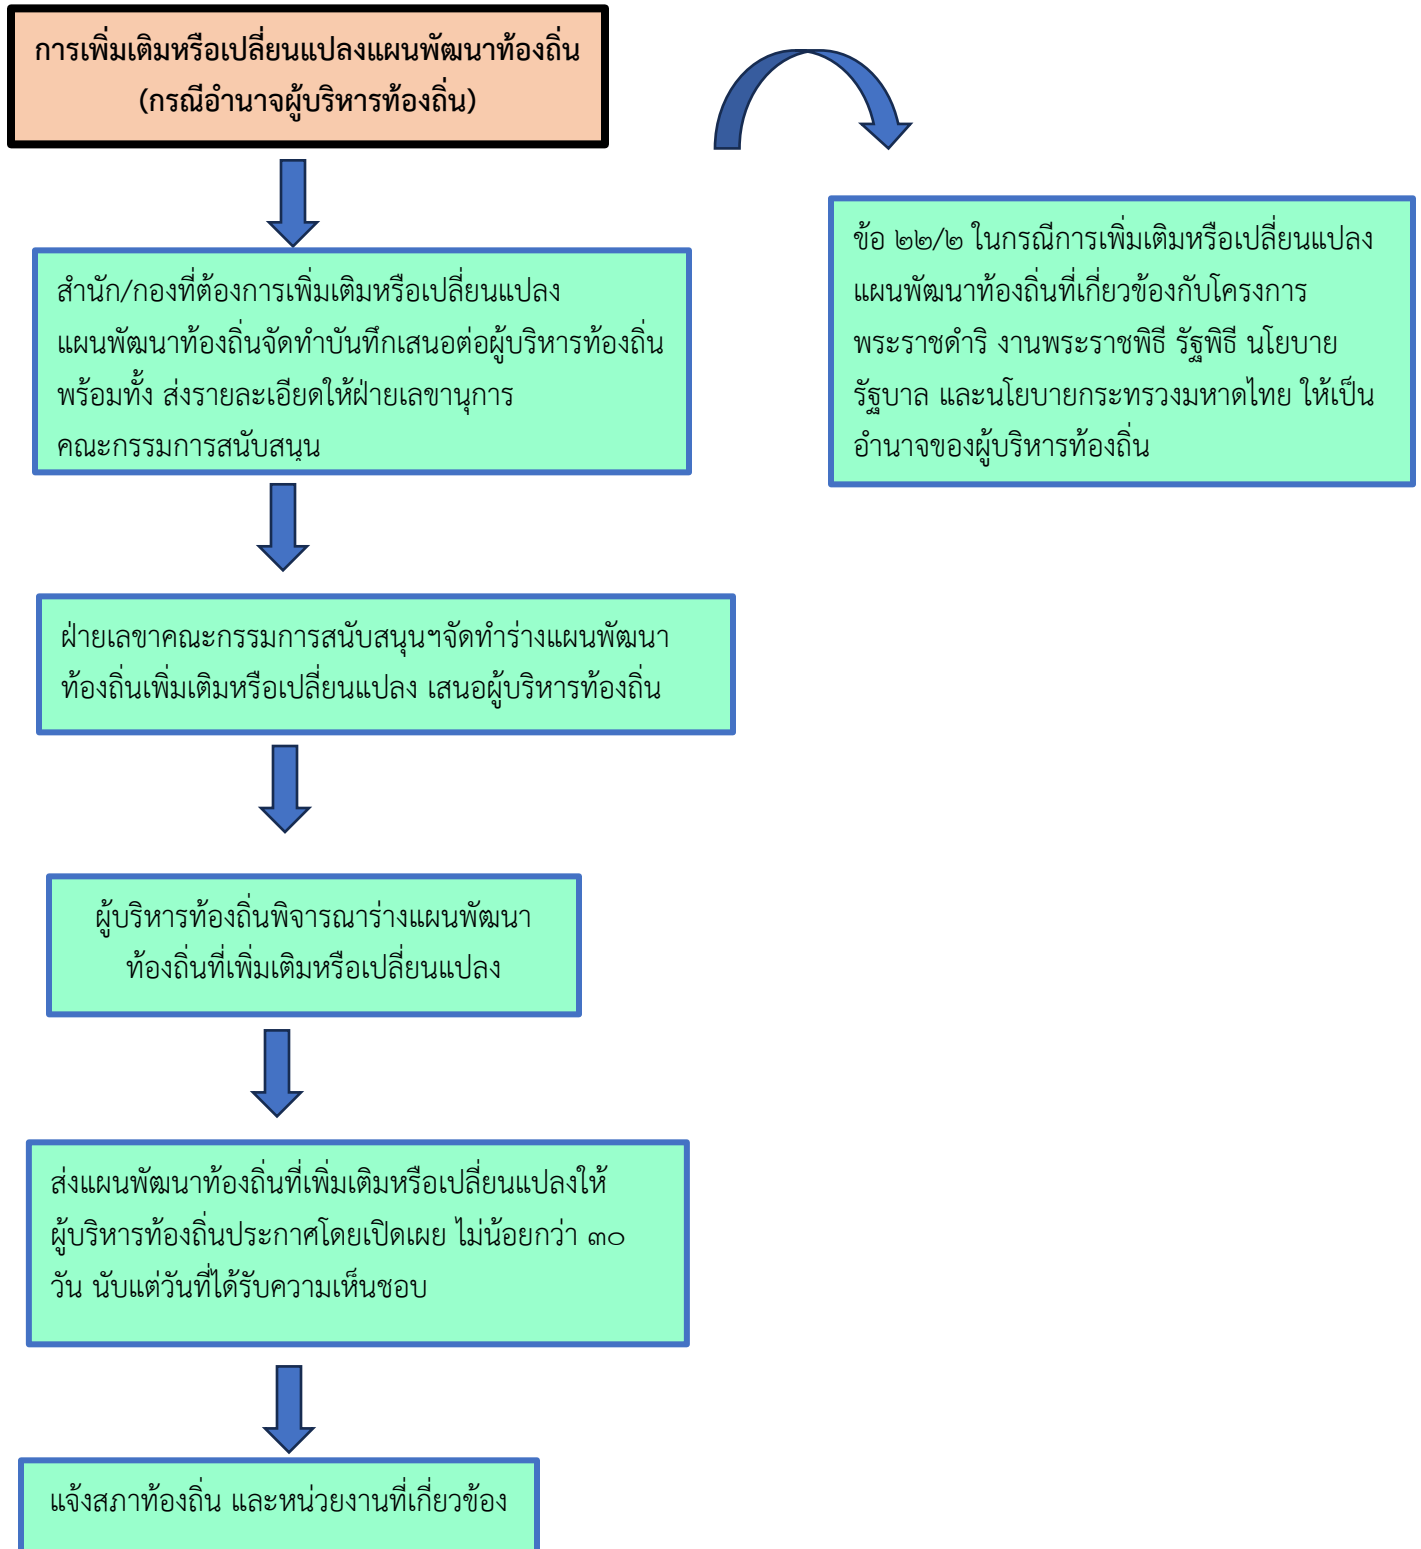 การเพิ่มเติมหรือเปลี่ยนแปลงแผนพัฒนาท้องถิ่น
(กรณีอำนาจผู้บริหารท้องถิ่น)
ข้อ ๒๒/๒ ในกรณีการเพิ่มเติมหรือเปลี่ยนแปลง
แผนพัฒนาท้องถิ่นที่เกี่ยวข้องกับโครงการ
พระราชดำริ งานพระราชพิธี รัฐพิธี นโยบาย
รัฐบาล และนโยบายกระทรวงมหาดไทย ให้เป็น
อำนาจของผู้บริหารท้องถิ่น
สำนัก/กองที่ต้องการเพิ่มเติมหรือเปลี่ยนแปลง
แผนพัฒนาท้องถิ่นจัดทำบันทึกเสนอต่อผู้บริหารท้องถิ่น
พร้อมทั้ง ส่งรายละเอียดให้ฝ่ายเลขานุการ
คณะกรรมการสนับสนุน
ฝ่ายเลขาคณะกรรมการสนับสนุนฯจัดทำร่างแผนพัฒนา
ท้องถิ่นเพิ่มเติมหรือเปลี่ยนแปลง เสนอผู้บริหารท้องถิ่น
ผู้บริหารท้องถิ่นพิจารณาร่างแผนพัฒนา
ท้องถิ่นที่เพิ่มเติมหรือเปลี่ยนแปลง
ส่งแผนพัฒนาท้องถิ่นที่เพิ่มเติมหรือเปลี่ยนแปลงให้
ผู้บริหารท้องถิ่นประกาศโดยเปิดเผย ไม่น้อยกว่า ๓๐
วัน นับแต่วันที่ได้รับความเห็นชอบ
แจ้งสภาท้องถิ่น และหน่วยงานที่เกี่ยวข้อง